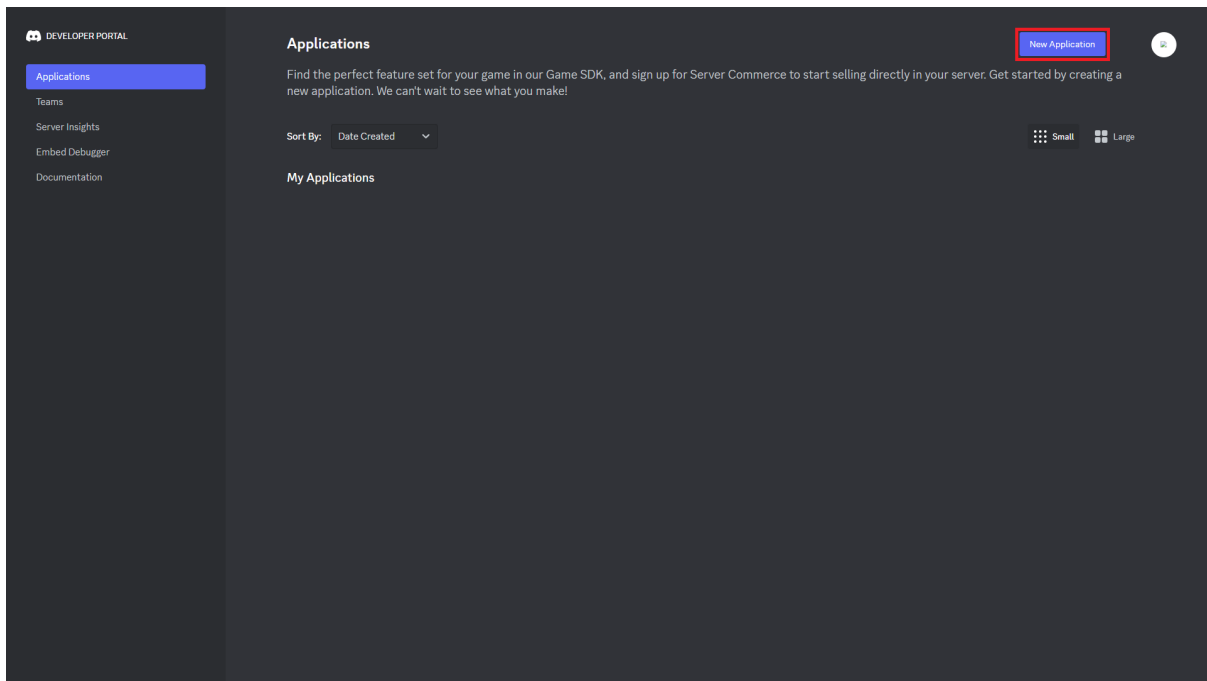 DEVELOPER PORTAL
Applications
Teams
Server Insights
Embed Debugger
Documentation
Applications
New Application
Find the perfect feature set for your game in our Game SDK, and sign up for Server Commerce to start selling directly in your server. Get started by creating a
new application. We can't wait to see what you make!
Sort By: Date Created
Small Large
My Applications